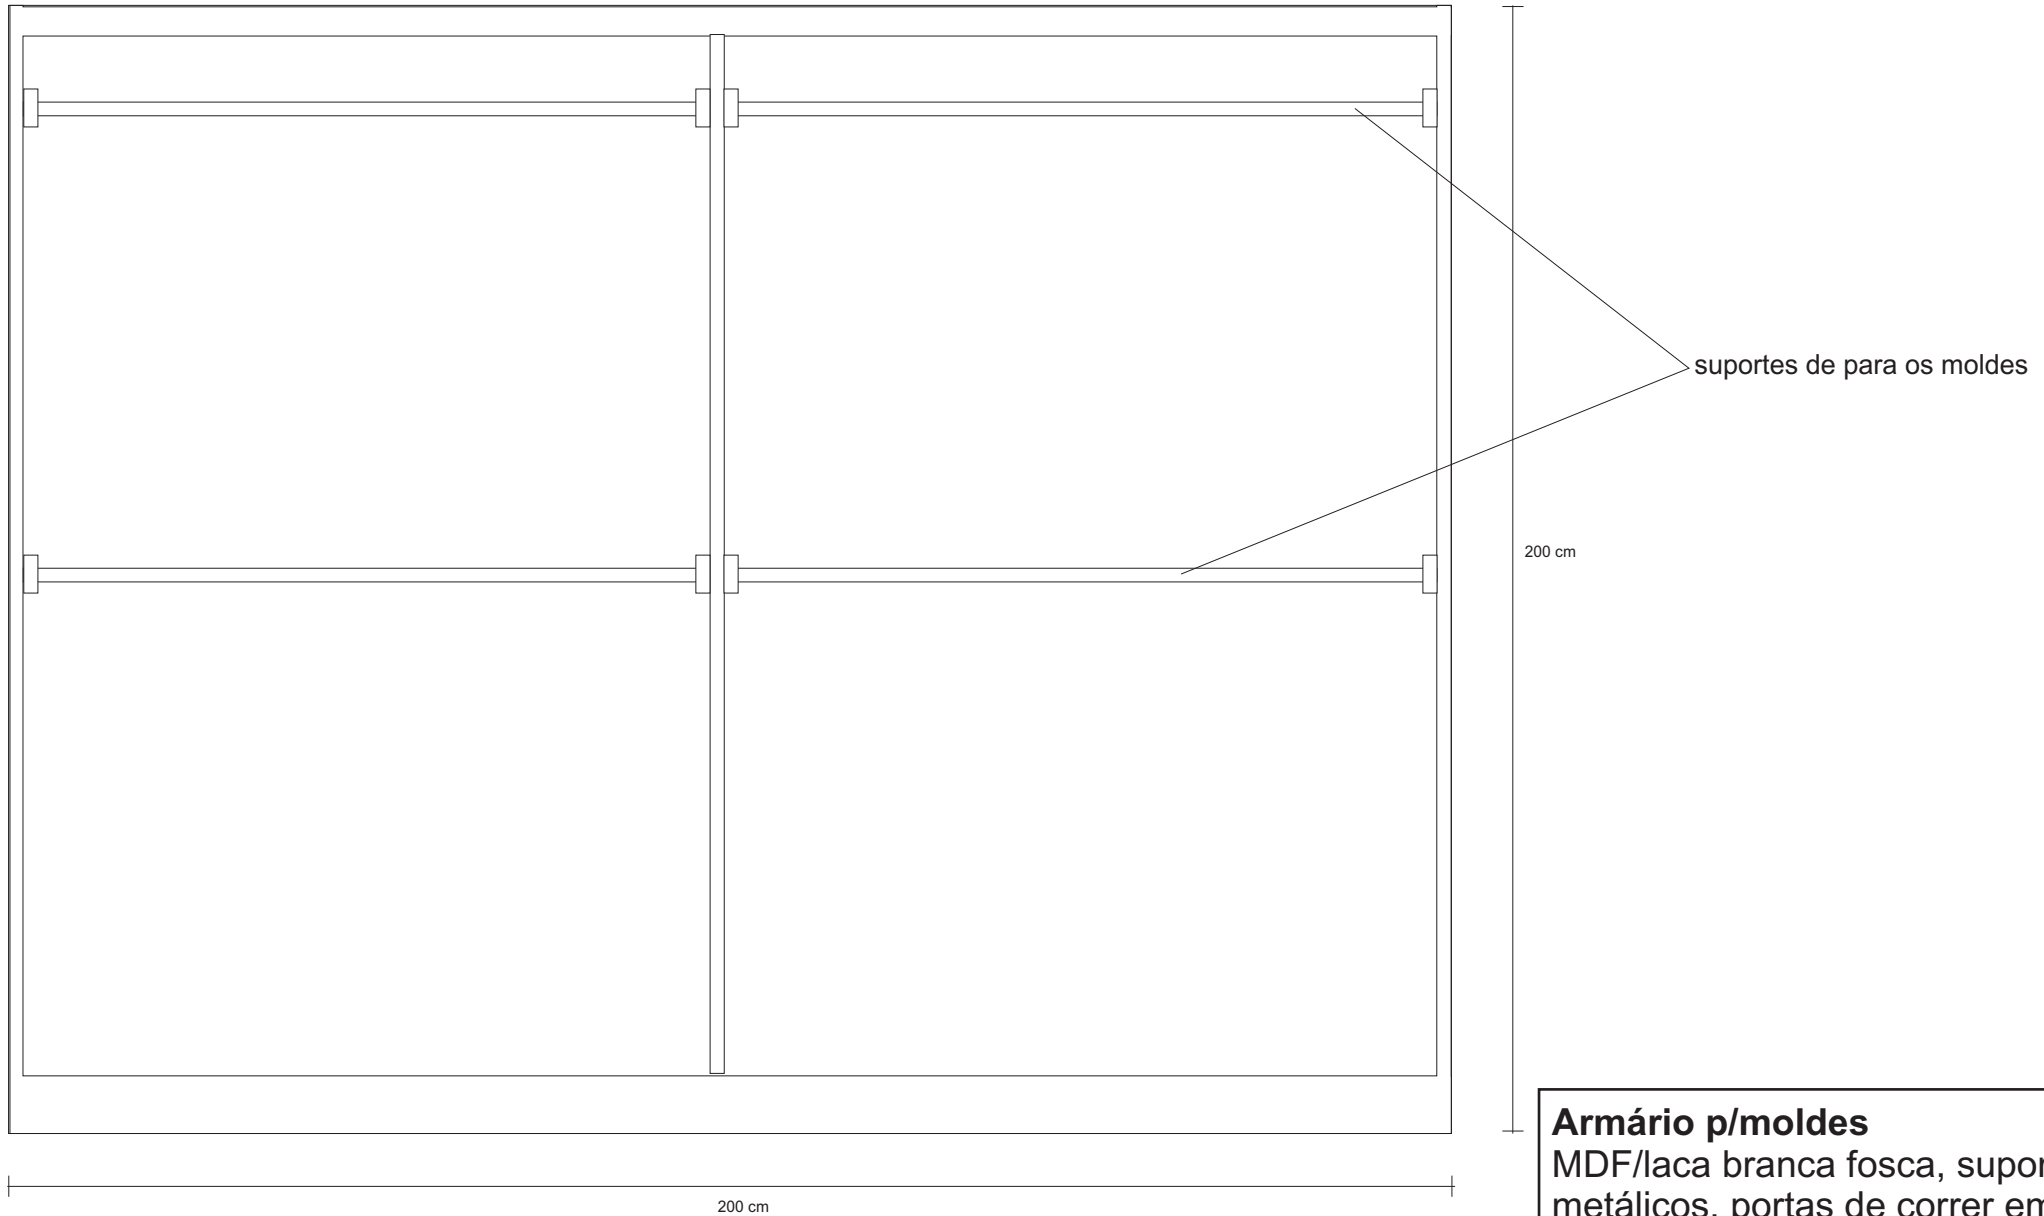 suportes de para os moldes
200 cm
Armário p/moldes
MDF/laca branca fosca,
metálicos, portas de correr
200 cm